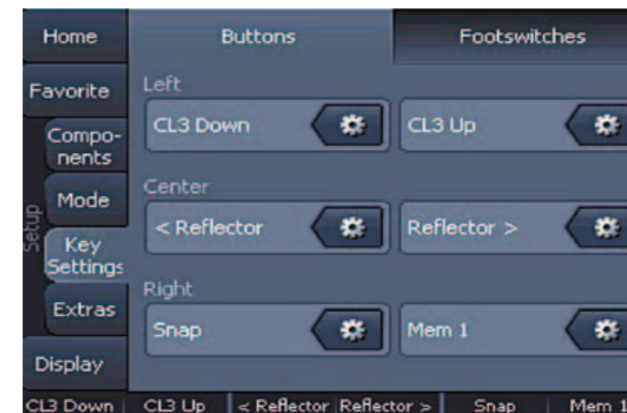 Home
Buttons
Footswitches
Favorite
Left
CL3 Down
CL3 Up
Compo-
nents
Mode
Center
< Reflector
Reflector >
Setup
Key
Settings
Right
Extras
Snap
Mem 1
Display
CL3 Down CL3 Up < Reflector Reflector > Snap Mem 1